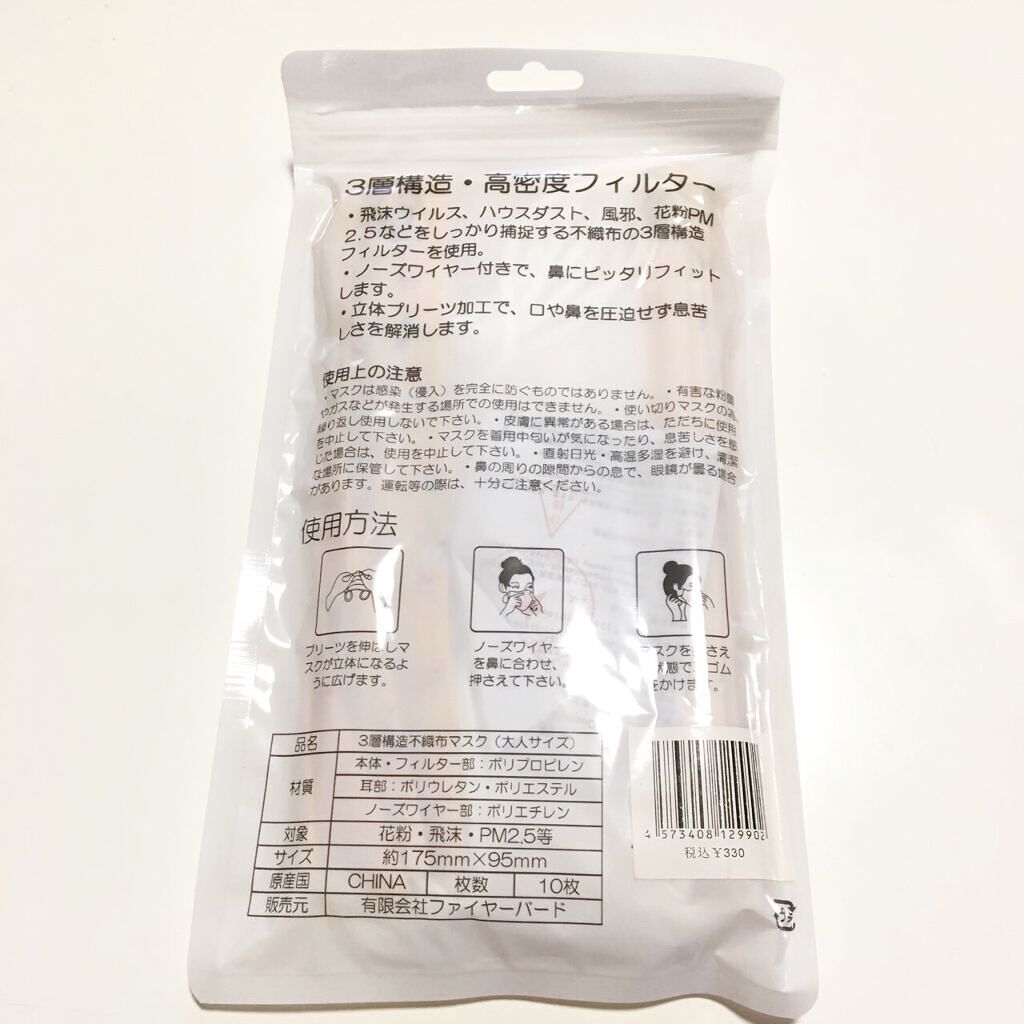 3層構造・高密度フィルター
・飛沫ウイルス、ハウスダスト、風邪、花粉PM
2.5などをしっかり捕捉する不織布の3層構造
フィルターを使用。
・ノーズワイヤー付きで、鼻にピッタリフィット
します。
・立体プリーツ加工で、口や鼻を圧迫せず息苦
しさを解消します。
使用上の注意
・マスクは感染（侵入）を完全に防ぐものではありません。・有害な粉塵
やガスなどが発生する場所での使用はできません。・使い切りマスクの為、
繰り返し使用しないで下さい。・皮膚に異常がある場合は、ただちに使用
を中止して下さい。・マスクを着用中匂いが気になったり、息苦しさを感
じた場合は、使用を中止して下さい。・直射日光・高温多湿を避け、清潔
な場所に保管して下さい。・鼻の周りの隙間からの息で、眼鏡が曇る場合
があります。運転等の際は、十分ご注意ください。
使用方法
プリーツを伸ばしマ
スクが立体になるよ
うに広げます。
ノーズワイヤー
を鼻に合わせ、
押さえて下さい。
マスクを押さえ
状態で ゴム
をかけます。
品名 3層構造不織布マスク（大人サイズ）
材質 本体・フィルター部：ポリプロピレン
耳部：ポリウレタン・ポリエステル
ノーズワイヤー部：ポリエチレン
対象 花粉・飛沫・PM2.5等
サイズ 約175mm×95mm
原産国 CHINA 枚数 10枚
販売元 有限会社ファイヤーバード
4 573408 129902
税込￥330
プラ